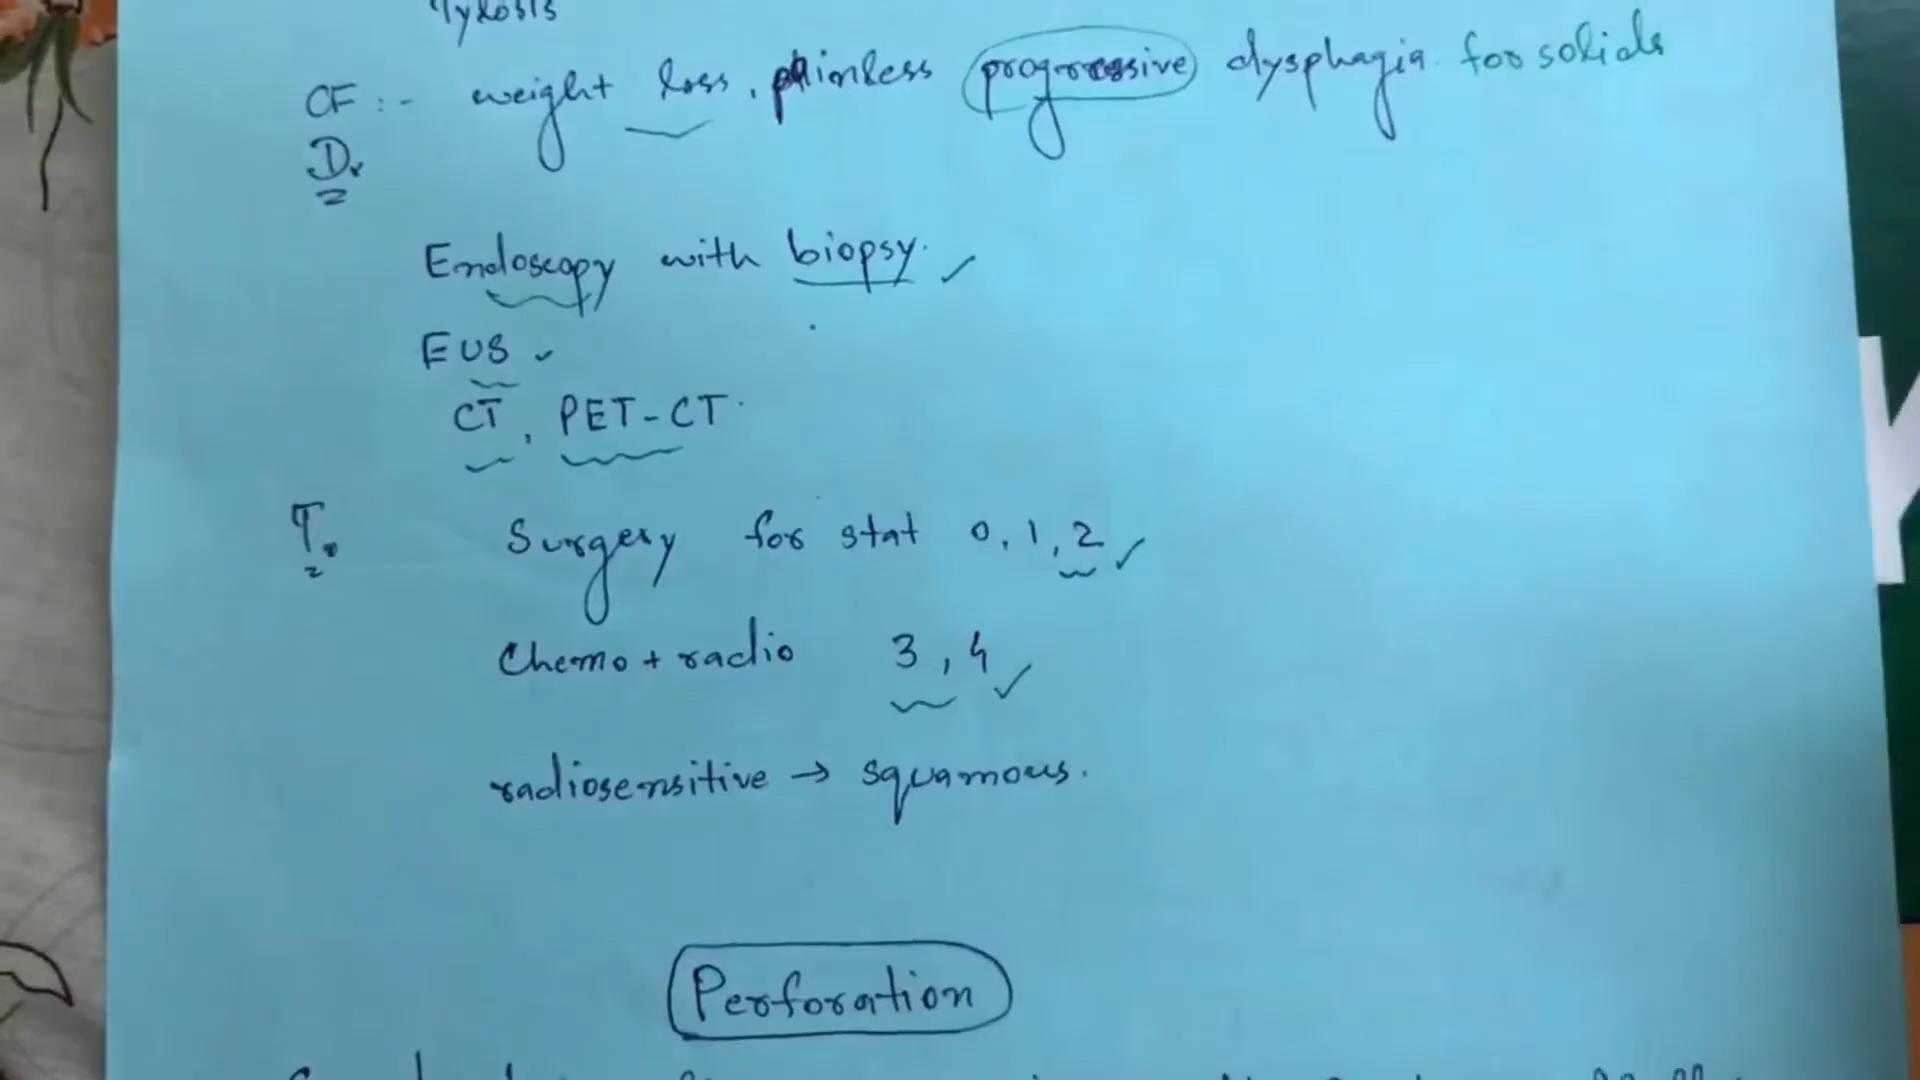 Tylosis
CF :- weight loss, painless progressive dysphagia for solids
Dx
Endoscopy with biopsy.
EUS
CT, PET-CT
Tx Surgery for stat 0, 1, 2
Chemo + radio 3, 4
radiosensitive → squamous.
Perforation